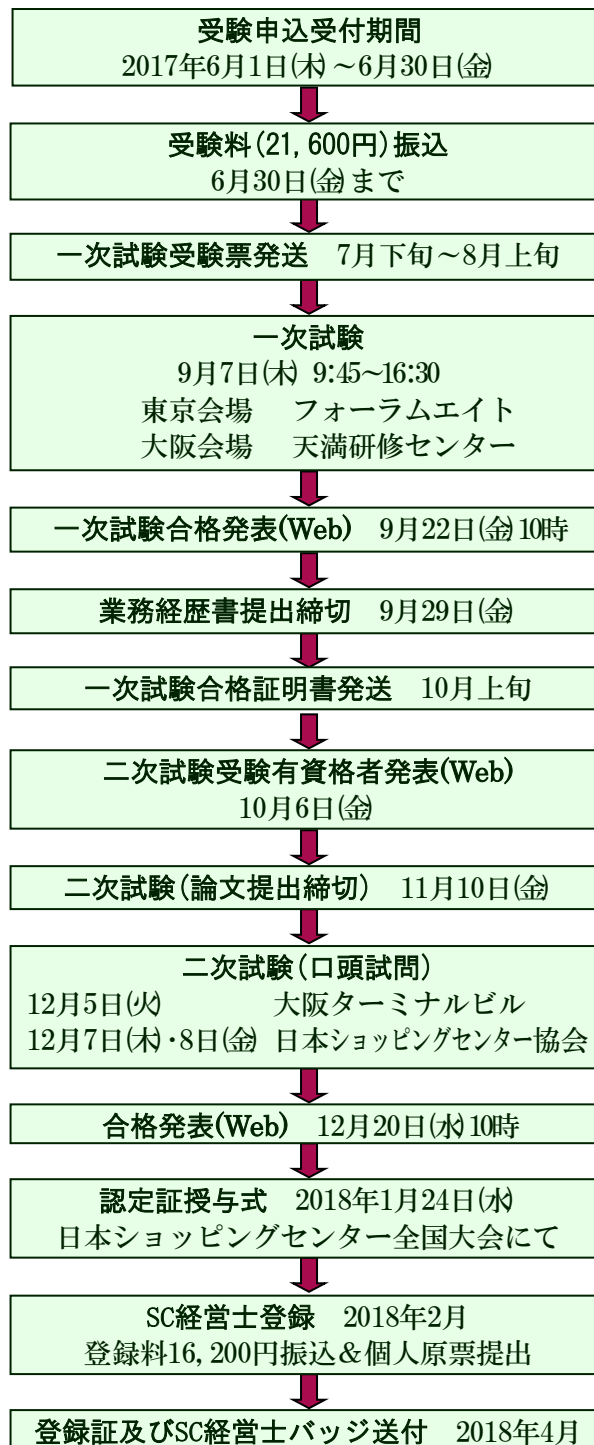 受験申込受付期間
2017年6月1日(木)～6月30日(金)
受験料(21,600円)振込
6月30日(金)まで
一次試験受験票発送　7月下旬～8月上旬
一次試験
9月7日(木) 9:45~16:30
東京会場　フォーラムエイト
大阪会場　天満研修センター
一次試験合格発表(Web)　9月22日(金)10時
業務経歴書提出締切　9月29日(金)
一次試験合格証明書発送　10月上旬
二次試験受験有資格者発表(Web)
10月6日(金)
二次試験(論文提出締切)　11月10日(金)
二次試験(口頭試問)
12月5日(火)　大阪ターミナルビル
12月7日(木)・8日(金) 日本ショッピングセンター協会
合格発表(Web)　12月20日(水)10時
認定証授与式　2018年1月24日(水)
日本ショッピングセンター全国大会にて
SC経営士登録　2018年2月
登録料16,200円振込＆個人原票提出
登録証及びSC経営士バッジ送付　2018年4月